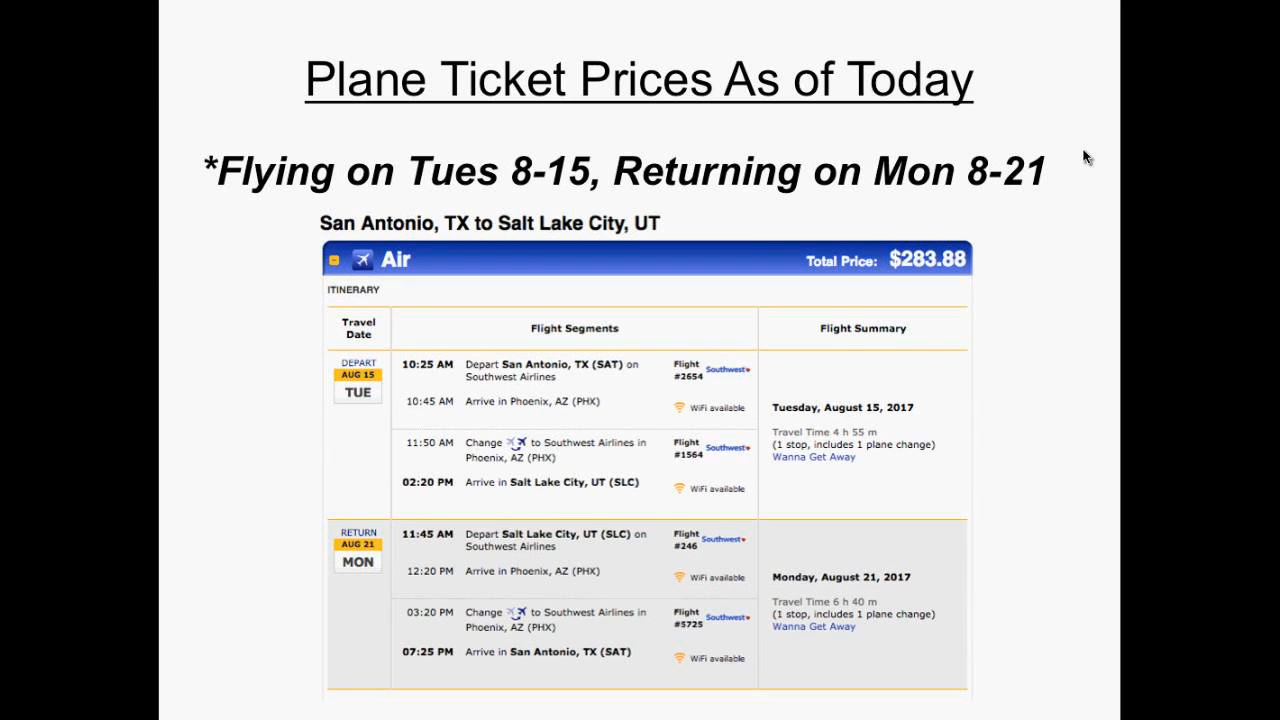 Plane Ticket Prices As of Today
*Flying on Tues 8-15, Returning on Mon 8-21
San Antonio, TX to Salt Lake City, UT
Air Total Price: $283.88
ITINERARY
Travel Date Flight Segments Flight Summary
DEPART
AUG 15
TUE
10:25 AM Depart San Antonio, TX (SAT) on Southwest Airlines Flight #2654 Southwest
10:45 AM Arrive in Phoenix, AZ (PHX) WiFi available
11:50 AM Change to Southwest Airlines in Phoenix, AZ (PHX) Flight #1564 Southwest
02:20 PM Arrive in Salt Lake City, UT (SLC) WiFi available
Tuesday, August 15, 2017
Travel Time 4 h 55 m
(1 stop, includes 1 plane change)
Wanna Get Away
RETURN
AUG 21
MON
11:45 AM Depart Salt Lake City, UT (SLC) on Southwest Airlines Flight #246 Southwest
12:20 PM Arrive in Phoenix, AZ (PHX) WiFi available
03:20 PM Change to Southwest Airlines in Phoenix, AZ (PHX) Flight #5725 Southwest
07:25 PM Arrive in San Antonio, TX (SAT) WiFi available
Monday, August 21, 2017
Travel Time 6 h 40 m
(1 stop, includes 1 plane change)
Wanna Get Away